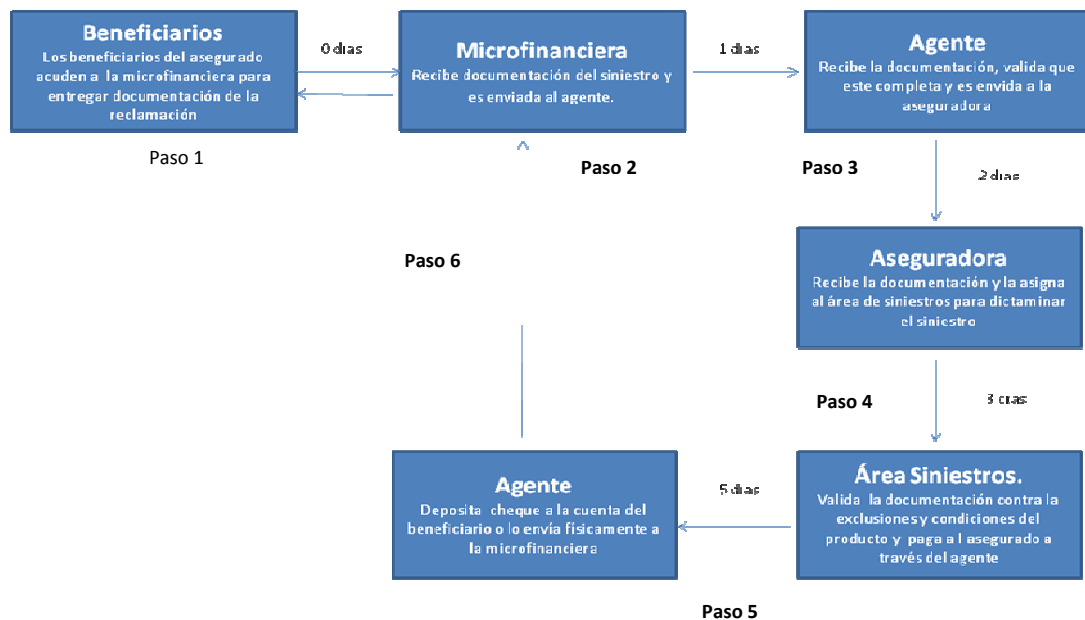 Beneficiarios
Los beneficiarios del asegurado
acuden a la microfinanciera para
entregar documentación de la
reclamación
0 dias
Microfinanciera
Recibe documentación del siniestro y
es enviada al agente.
1 dias
Agente
Recibe la documentación, valida que
este completa y es envida a la
aseguradora
Paso 1
Paso 2
Paso 3
2 dias
Aseguradora
Recibe la documentación y la asigna
al área de siniestros para dictaminar
el siniestro
Paso 6
Paso 4
3 dias
Agente
Deposita cheque a la cuenta del
beneficiario o lo envía físicamente a
la microfinanciera
5 dias
Área Siniestros.
Valida la documentación contra la
exclusiones y condiciones del
producto y paga a l asegurado a
través del agente
Paso 5